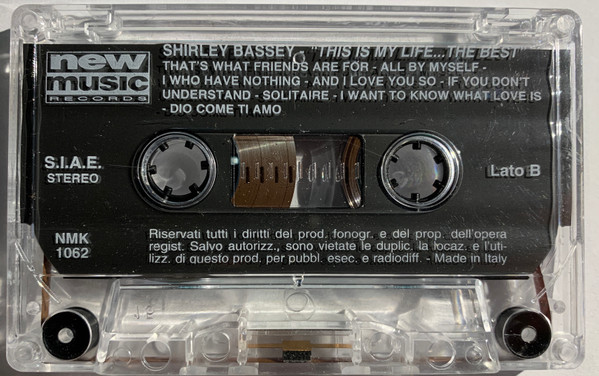 new
music
RECORDS
SHIRLEY BASSEY - "THIS IS MY LIFE...THE BEST"
THAT'S WHAT FRIENDS ARE FOR - ALL BY MYSELF -
I WHO HAVE NOTHING - AND I LOVE YOU SO - IF YOU DON'T
UNDERSTAND - SOLITAIRE - I WANT TO KNOW WHAT LOVE IS
- DIO COME TI AMO
S.I.A.E.
STEREO
Lato B
NMK
1062
Riservati tutti i diritti del prod. fonogr. e del prop. dell'opera
regist. Salvo autorizz., sono vietate le duplic. la locaz. e l'uti-
lizz. di questo prod. per pubbl. esec. e radiodiff. - Made in Italy